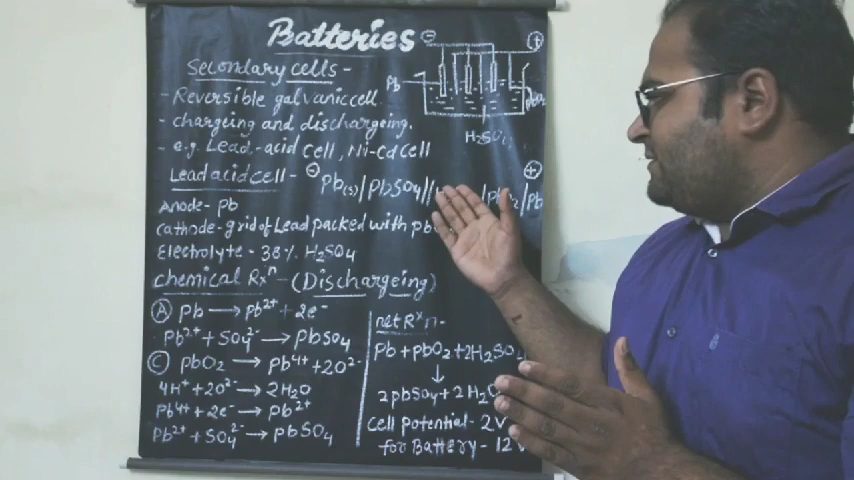 Batteries
Secondary cells -
- Reversible galvanic cell
- chargeing and dischargeing.
- e.g. Lead-acid cell, Ni-Cd cell
⊖
⊕
Pb
H₂SO₄
Lead acid cell - ⊖ Pb(s)/PbSO₄// /Pb
⊕
Anode - Pb
Cathode - grid of Lead packed with
Electrolyte - 38% H₂SO₄
chemical Rxⁿ - (Dischargeing)
Ⓐ Pb → Pb²⁺ + 2e⁻
Pb²⁺ + SO₄²⁻ → PbSO₄
Ⓒ PbO₂ → Pb⁴⁺ + 2O²⁻
4H⁺ + 2O²⁻ → 2H₂O
Pb⁴⁺ + 2e⁻ → Pb²⁺
Pb²⁺ + SO₄²⁻ → PbSO₄
net Rxn -
Pb + PbO₂ + 2H₂SO₄
↓
2PbSO₄ + 2H₂O
Cell Potential - 2V
for Battery - 12V